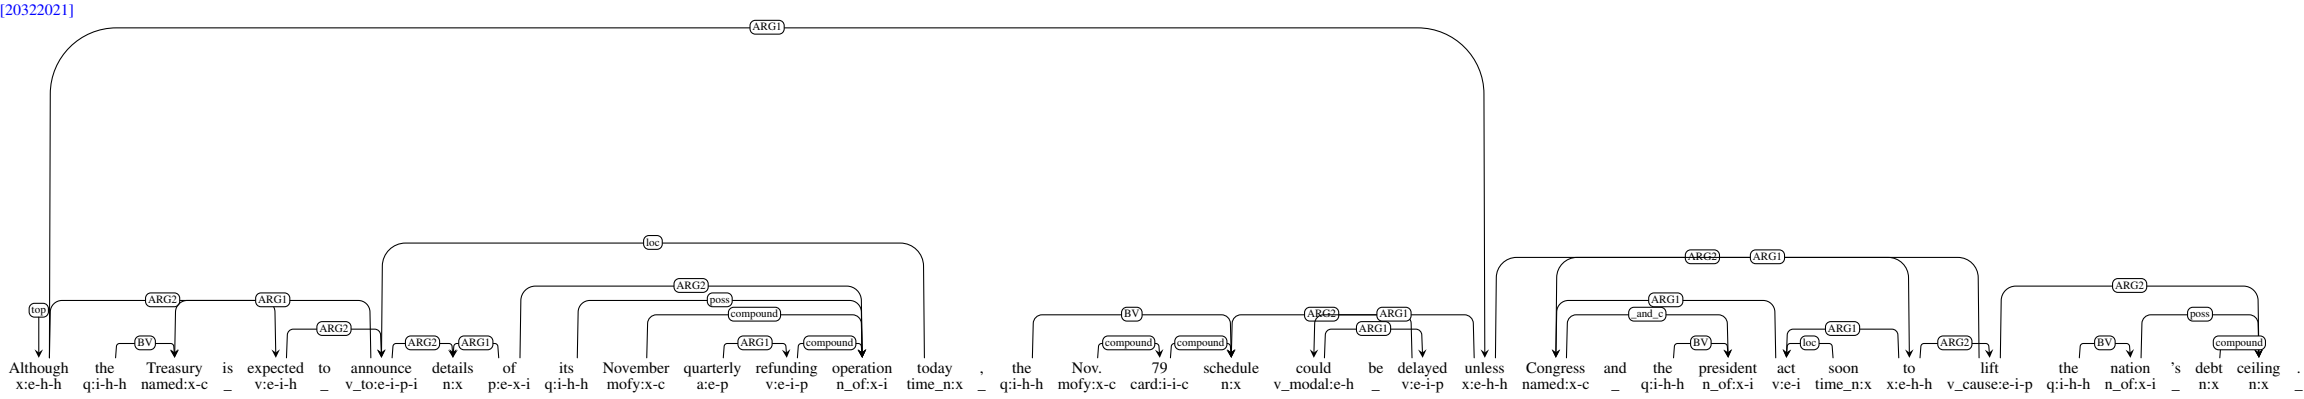 [20322021]
ARG1
loc
ARG2 ARG1
ARG2 poss ARG2
top ARG2 ARG1 poss ARG1
compound BV ARG2 ARG1 _and_c poss
ARG2 ARG1 ARG1
BV ARG2 ARG1 ARG1 compound compound compound BV loc ARG2 BV compound
Although the Treasury is expected to announce details of its November quarterly refunding operation today , the Nov. 79 schedule could be delayed unless Congress and the president act soon to lift the nation 's debt ceiling .
x:e-h-h q:i-h-h named:x-c _ v:e-i-h _ v_to:e-i-p-i n:x p:e-x-i q:i-h-h mofy:x-c a:e-p v:e-i-p n_of:x-i time_n:x _ q:i-h-h mofy:x-c card:i-i-c n:x v_modal:e-h _ v:e-i-p x:e-h-h named:x-c _ q:i-h-h n_of:x-i v:e-i time_n:x x:e-h-h v_cause:e-i-p q:i-h-h n_of:x-i _ n:x n:x _